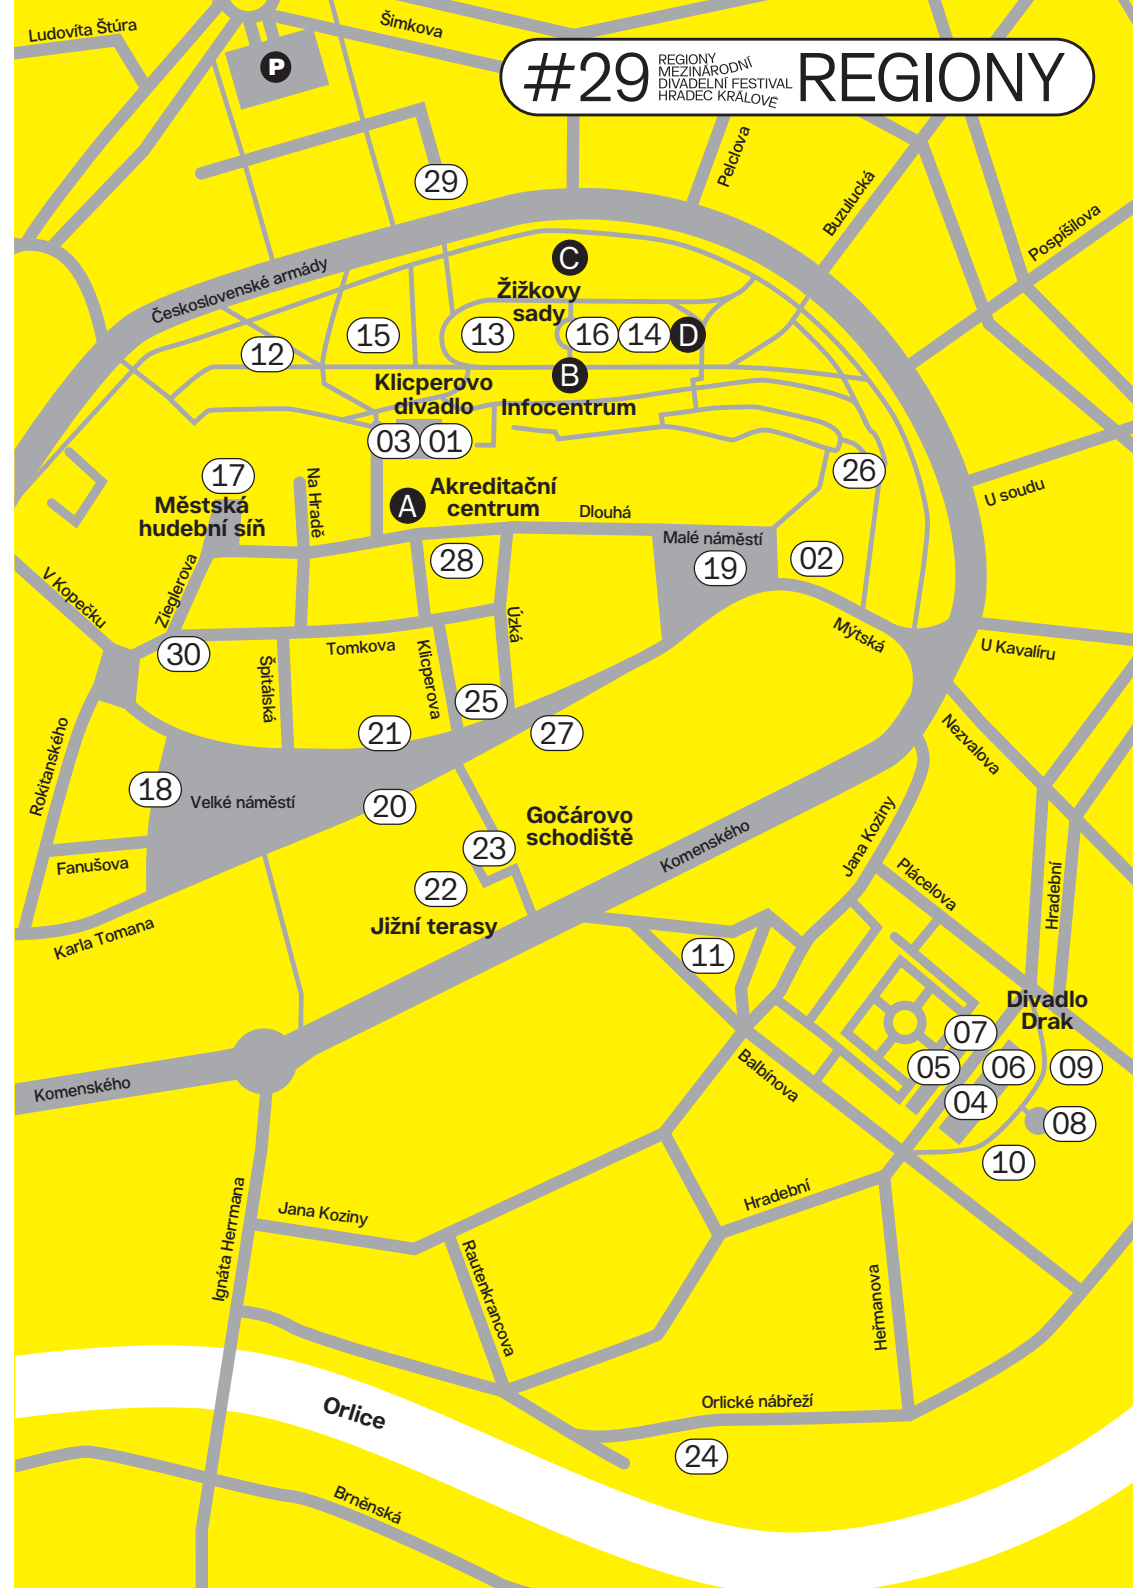 Ludovíta Štúra
Šimkova
P
#29
REGIONY
MEZINÁRODNÍ
DIVADELNÍ FESTIVAL
HRADEC KRÁLOVÉ
REGIONY
Pelclova
Buzulucká
Pospíšilova
29
Československé armády
C
Žižkovy
sady
12
15
13
16
14
D
B
Infocentrum
Klicperovo
divadlo
03
01
26
U soudu
17
Městská
hudební síň
Na Hradě
A
Akreditační
centrum
Dlouhá
Malé náměstí
19
02
28
V Kopečku
Zieglerova
30
Špitálská
Tomkova
Klicperova
Úzká
Mýtská
U Kavalíru
25
21
27
Nezvalova
Rokitanského
18
Velké náměstí
20
Gočárovo
schodiště
23
22
Jižní terasy
Komenského
Jana Koziny
Plácelova
Hradební
Fanušova
Karla Tomana
11
Divadlo
Drak
07
05
06
09
04
08
10
Balbínova
Komenského
Hradební
Ignáta Herrmana
Jana Koziny
Rautenkrancova
Heřmanova
Orlice
Orlické nábřeží
24
Brněnská